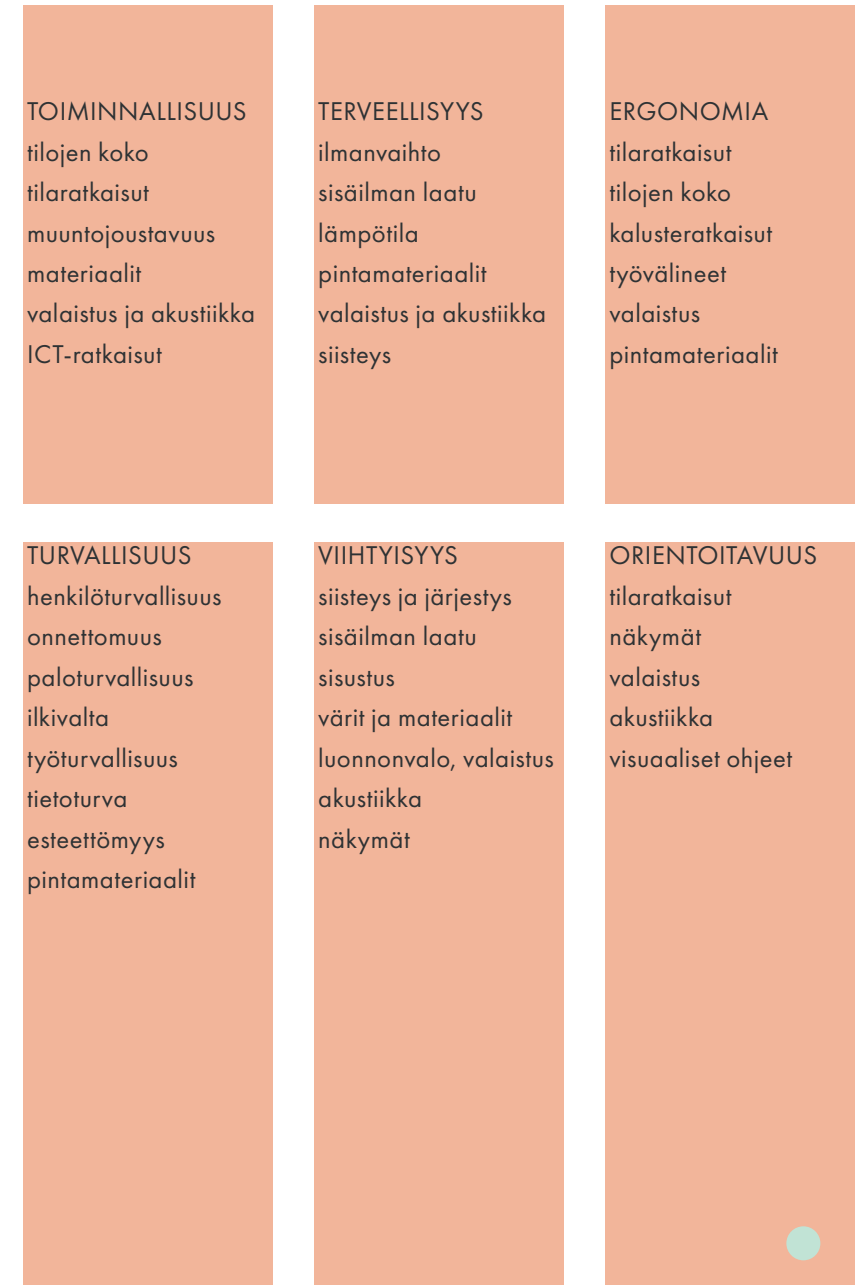 TOIMINNALLISUUS
tilojen koko
tilaratkaisut
muuntojoustavuus
materiaalit
valaistus ja akustiikka
ICT-ratkaisut
TERVEELLISYYS
ilmanvaihto
sisäilman laatu
lämpötila
pintamateriaalit
valaistus ja akustiikka
siisteys
ERGONOMIA
tilaratkaisut
tilojen koko
kalusteratkaisut
työvälineet
valaistus
pintamateriaalit
TURVALLISUUS
henkilöturvallisuus
onnettomuus
paloturvallisuus
ilkivalta
työturvallisuus
tietoturva
esteettömyys
pintamateriaalit
VIIHTYISYYS
siisteys ja järjestys
sisäilman laatu
sisustus
värit ja materiaalit
luonnonvalo, valaistus
akustiikka
näkymät
ORIENTOITAVUUS
tilaratkaisut
näkymät
valaistus
akustiikka
visuaaliset ohjeet